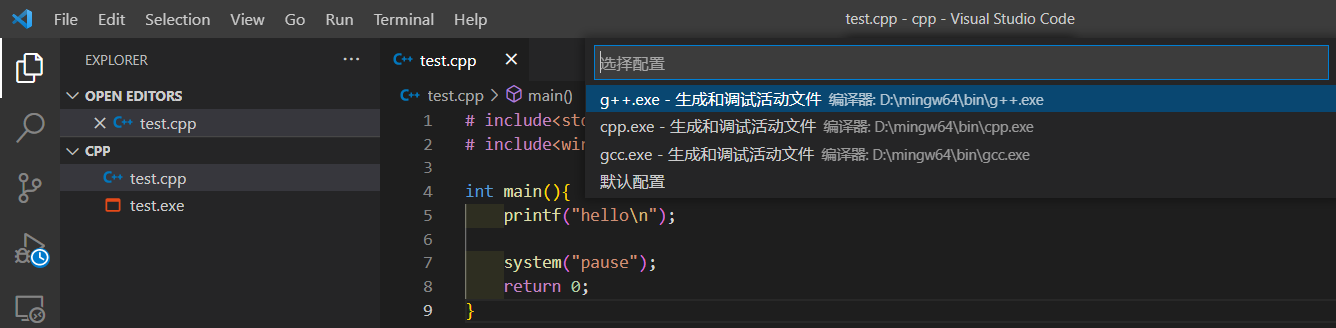 File Edit Selection View Go Run Terminal Help test.cpp - cpp - Visual Studio Code
EXPLORER
OPEN EDITORS
test.cpp
CPP
test.cpp
test.exe
test.cpp
test.cpp > main()
选择配置
g++.exe - 生成和调试活动文件 编译器: D:\mingw64\bin\g++.exe
cpp.exe - 生成和调试活动文件 编译器: D:\mingw64\bin\cpp.exe
gcc.exe - 生成和调试活动文件 编译器: D:\mingw64\bin\gcc.exe
默认配置
1 # include<std
2 # include<win
3
4 int main(){
5 printf("hello\n");
6
7 system("pause");
8 return 0;
9 }